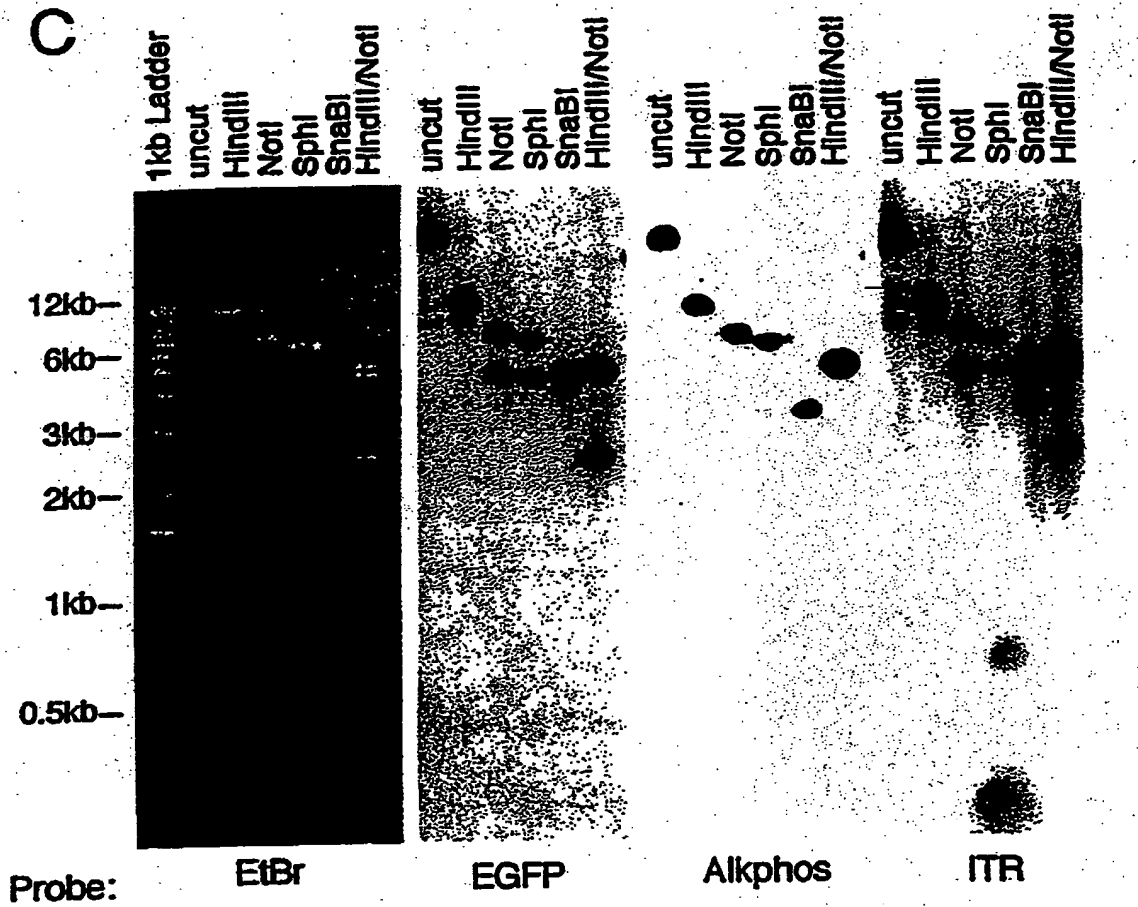 C
1kb Ladder
uncut
HindIII
NotI
SphI
SnaBI
HindIII/NotI
uncut
HindIII
NotI
SphI
SnaBI
HindIII/NotI
uncut
HindIII
NotI
SphI
SnaBI
HindIII/NotI
uncut
HindIII
NotI
SphI
SnaBI
HindIII/NotI
12kb
6kb
3kb
2kb
1kb
0.5kb
Probe:
EtBr
EGFP
Alkphos
ITR